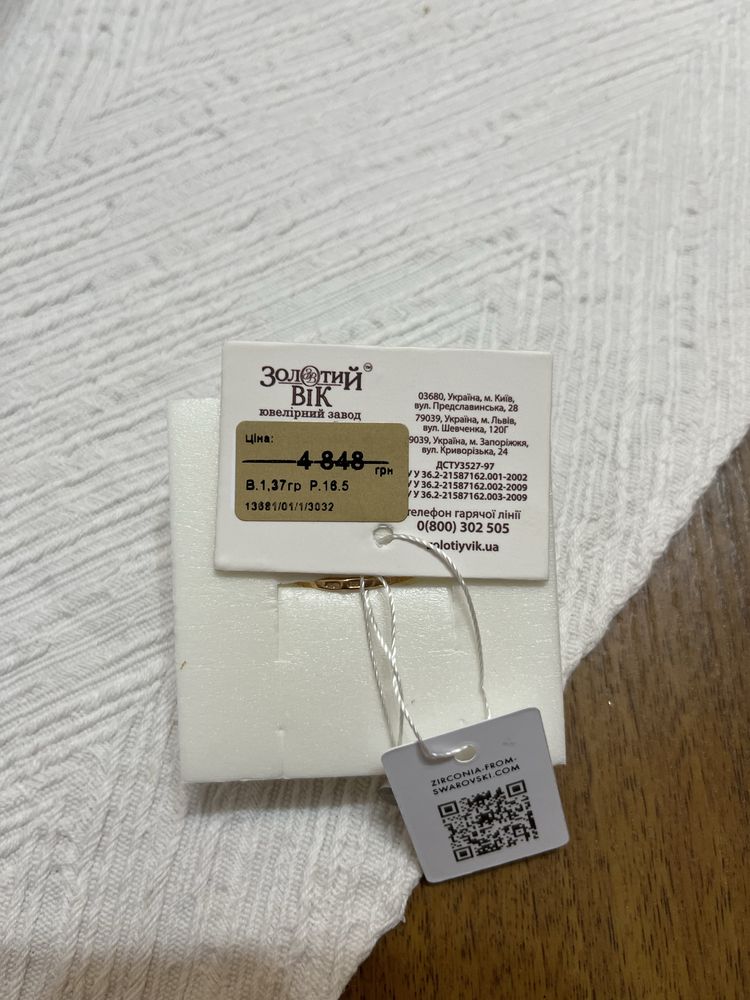 ЗОЛОТИЙ™
ВІК
ювелірний завод
Ціна:
4 848 грн
В.1,37гр Р.16.5
13681/01/1/3032
03680, Україна, м. Київ,
вул. Предславинська, 28
79039, Україна, м. Львів,
вул. Шевченка, 120Г
9039, Україна, м. Запоріжжя,
вул. Криворізька, 24
ДСТУ3527-97
У У 36.2-21587162.001-2002
У У 36.2-21587162.002-2009
У У 36.2-21587162.003-2009
телефон гарячої лінії
0(800) 302 505
zolotiyvik.ua
ZIRCONIA-FROM-
SWAROVSKI.COM